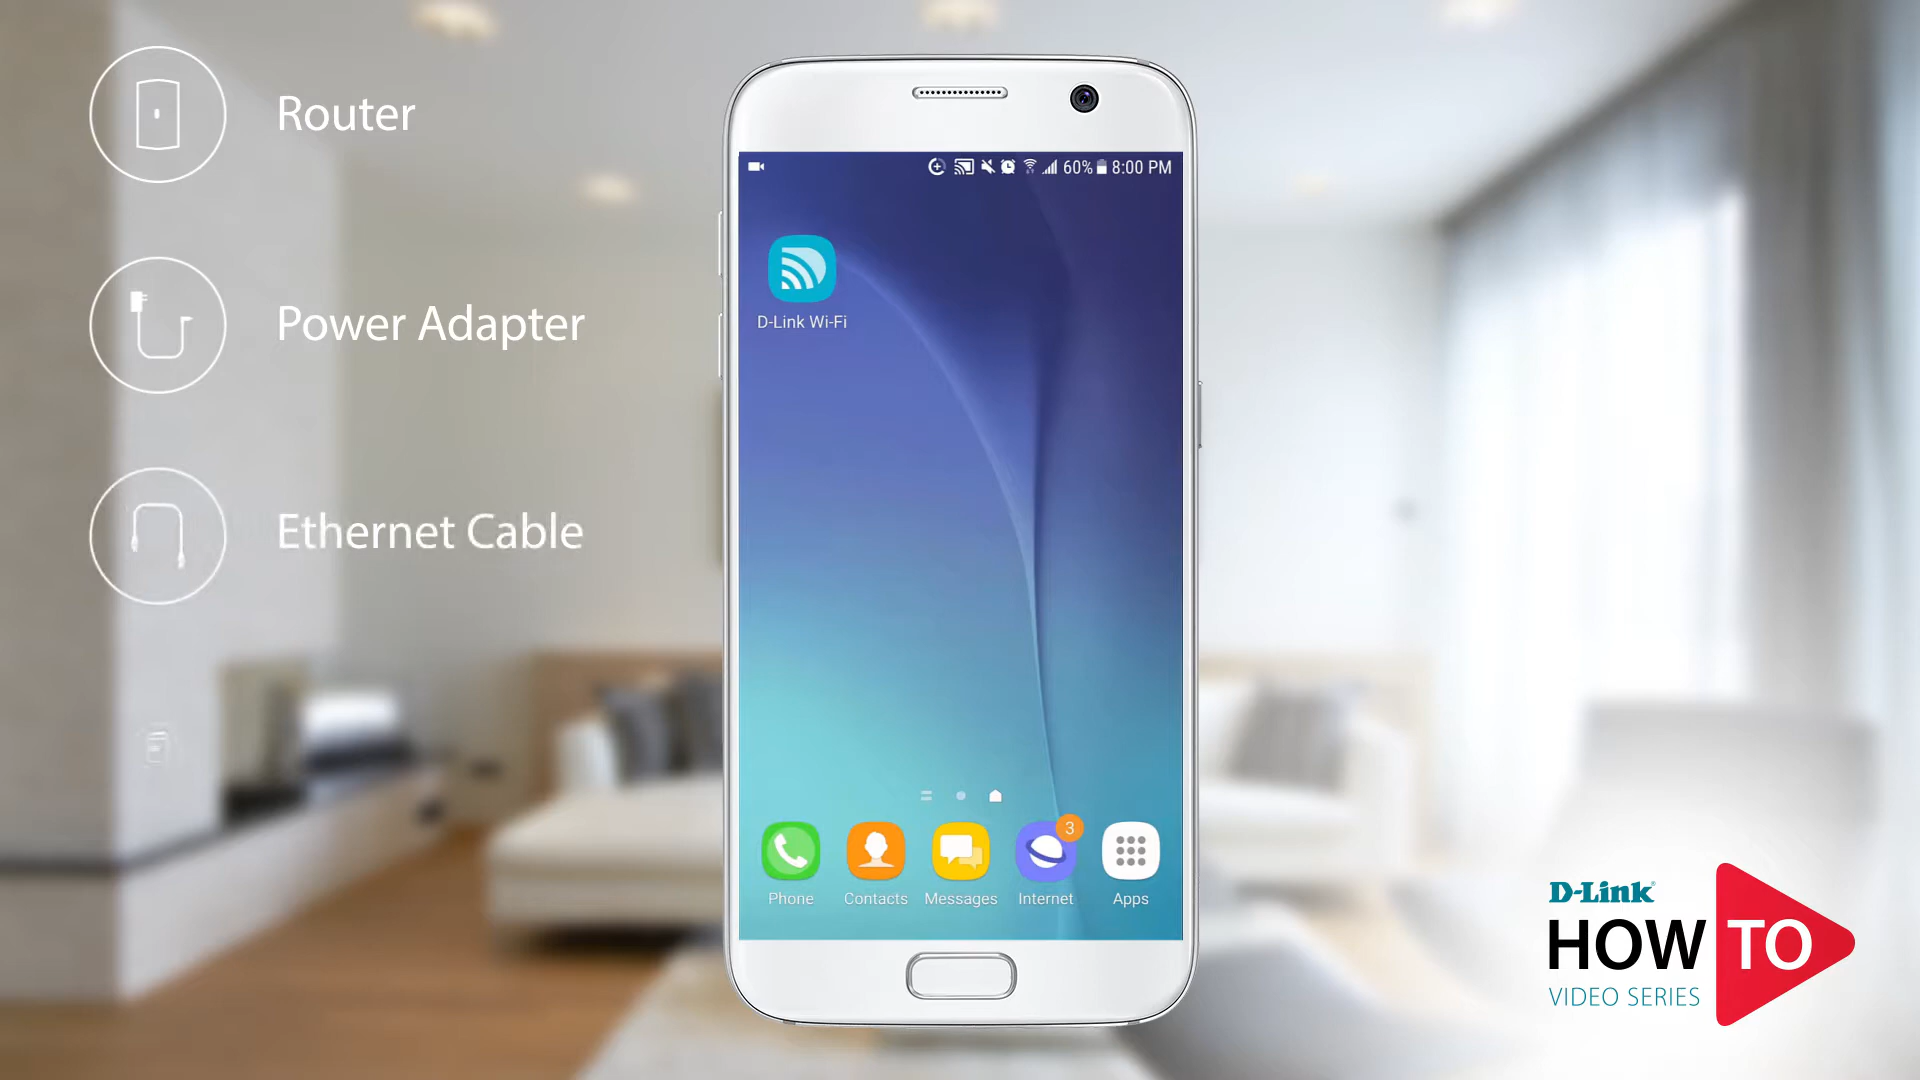 Router
Power Adapter
Ethernet Cable
60% 8:00 PM
D-Link Wi-Fi
3
Phone Contacts Messages Internet Apps
D-Link®
HOW TO
VIDEO SERIES